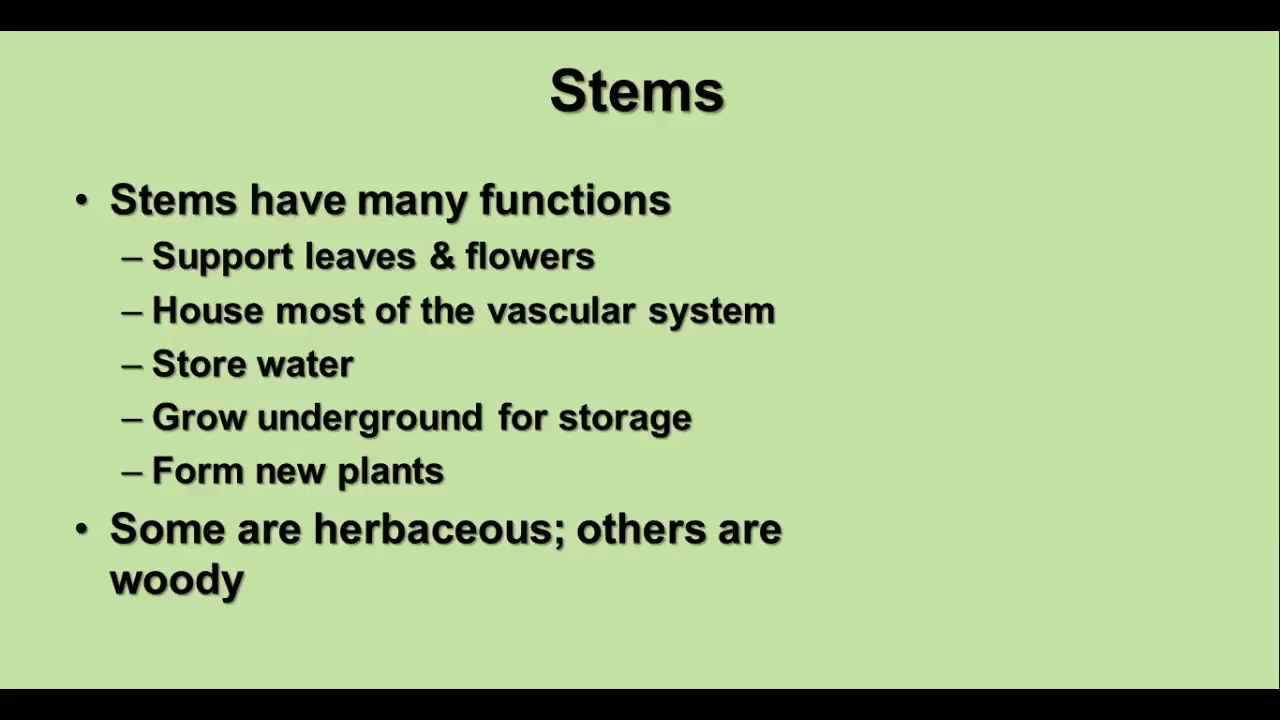 Stems
• Stems have many functions
– Support leaves & flowers
– House most of the vascular system
– Store water
– Grow underground for storage
– Form new plants
• Some are herbaceous; others are
woody